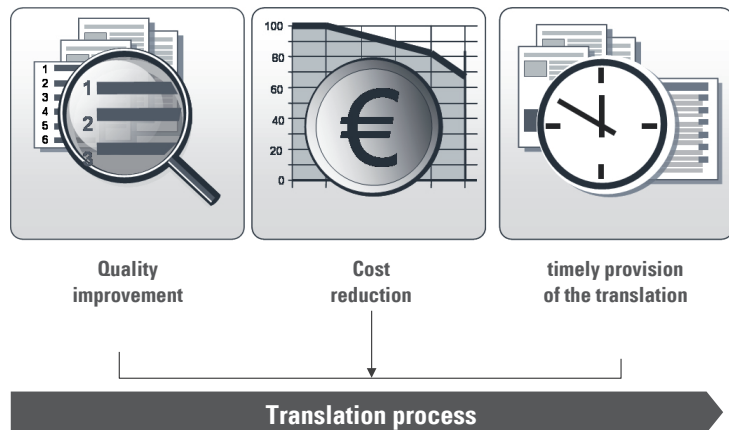 1
2
3
4
5
6
1
2
3
100
80
60
40
20
0
€
Quality
improvement
Cost
reduction
timely provision
of the translation
Translation process